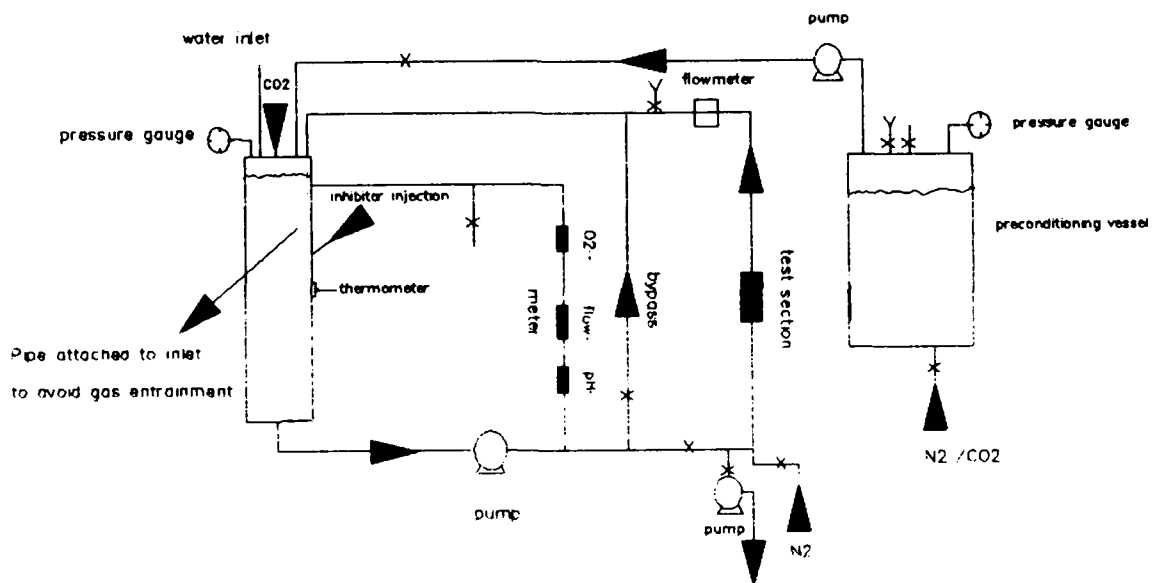 pump
water inlet
CO2
flowmeter
pressure gauge
pressure gauge
inhibitor injection
preconditioning vessel
O2-
thermometer
flow-
meter
pH-
bypass
test section
Pipe attached to inlet
to avoid gas entrainment
N2 /CO2
pump
pump
N2